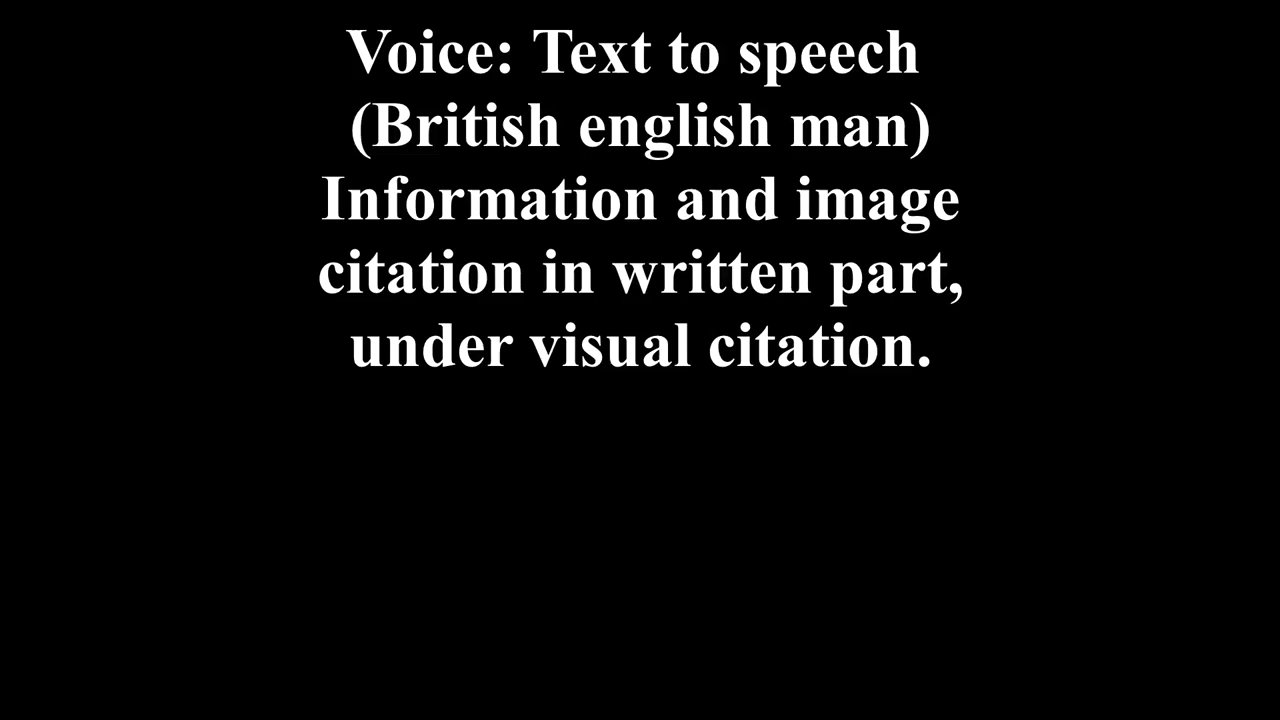 Voice: Text to speech
(British english man)
Information and image
citation in written part,
under visual citation.